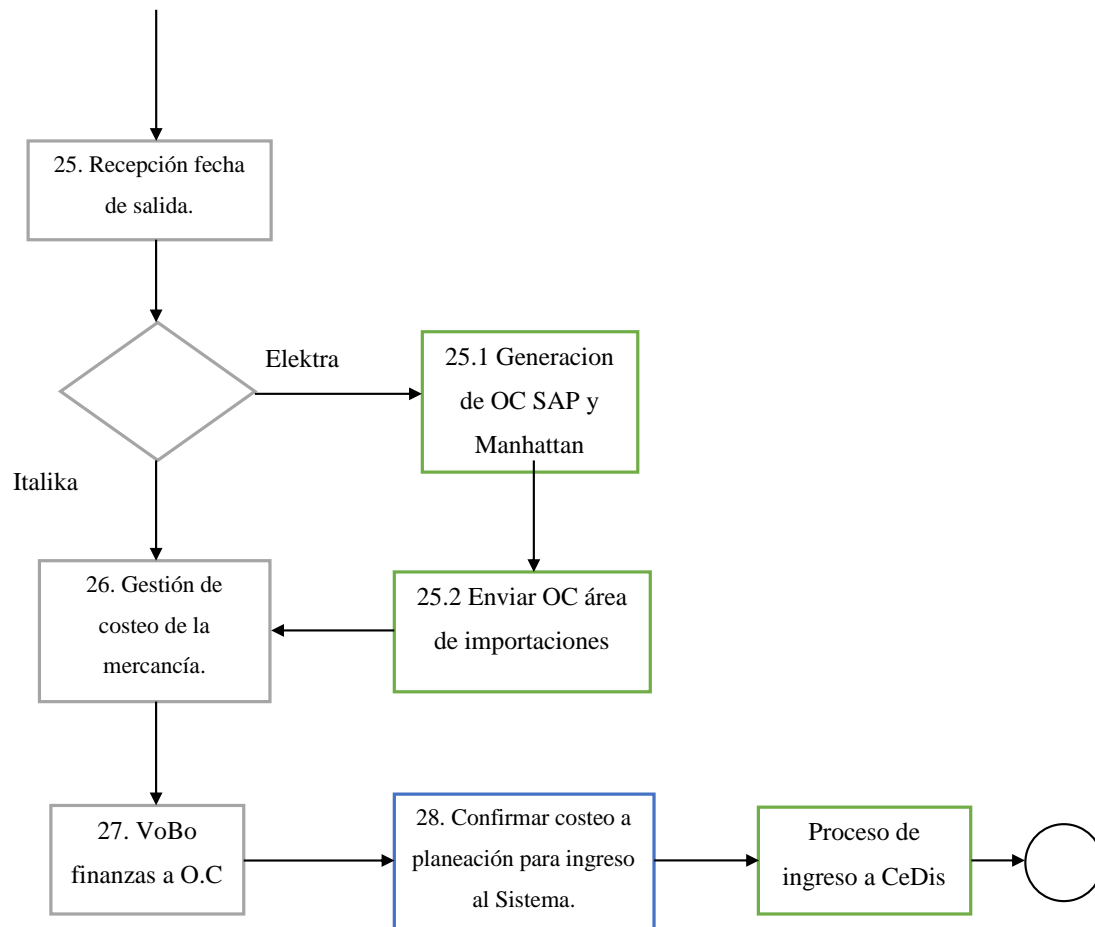 25. Recepción fecha
de salida.
Elektra
25.1 Generacion
de OC SAP y
Manhattan
Italika
26. Gestión de
costeo de la
mercancía.
25.2 Enviar OC área
de importaciones
27. VoBo
finanzas a O.C
28. Confirmar costeo a
planeación para ingreso
al Sistema.
Proceso de
ingreso a CeDis